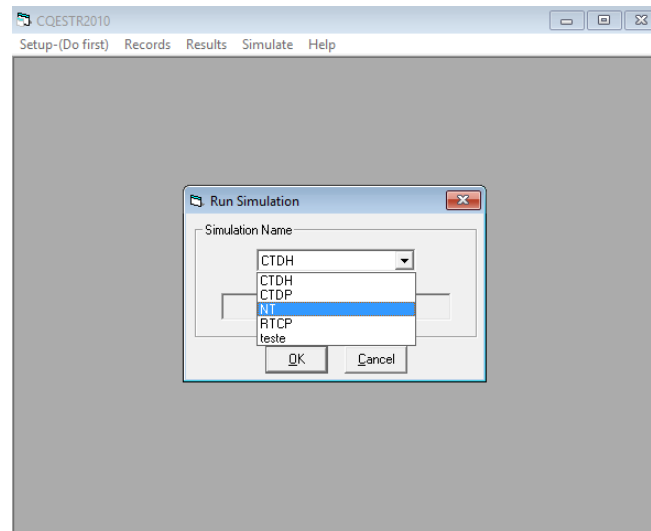 CQESTR2010
Setup-(Do first) Records Results Simulate Help
Run Simulation
Simulation Name
CTDH
CTDH
CTDP
NT
RTCP
teste
OK Cancel